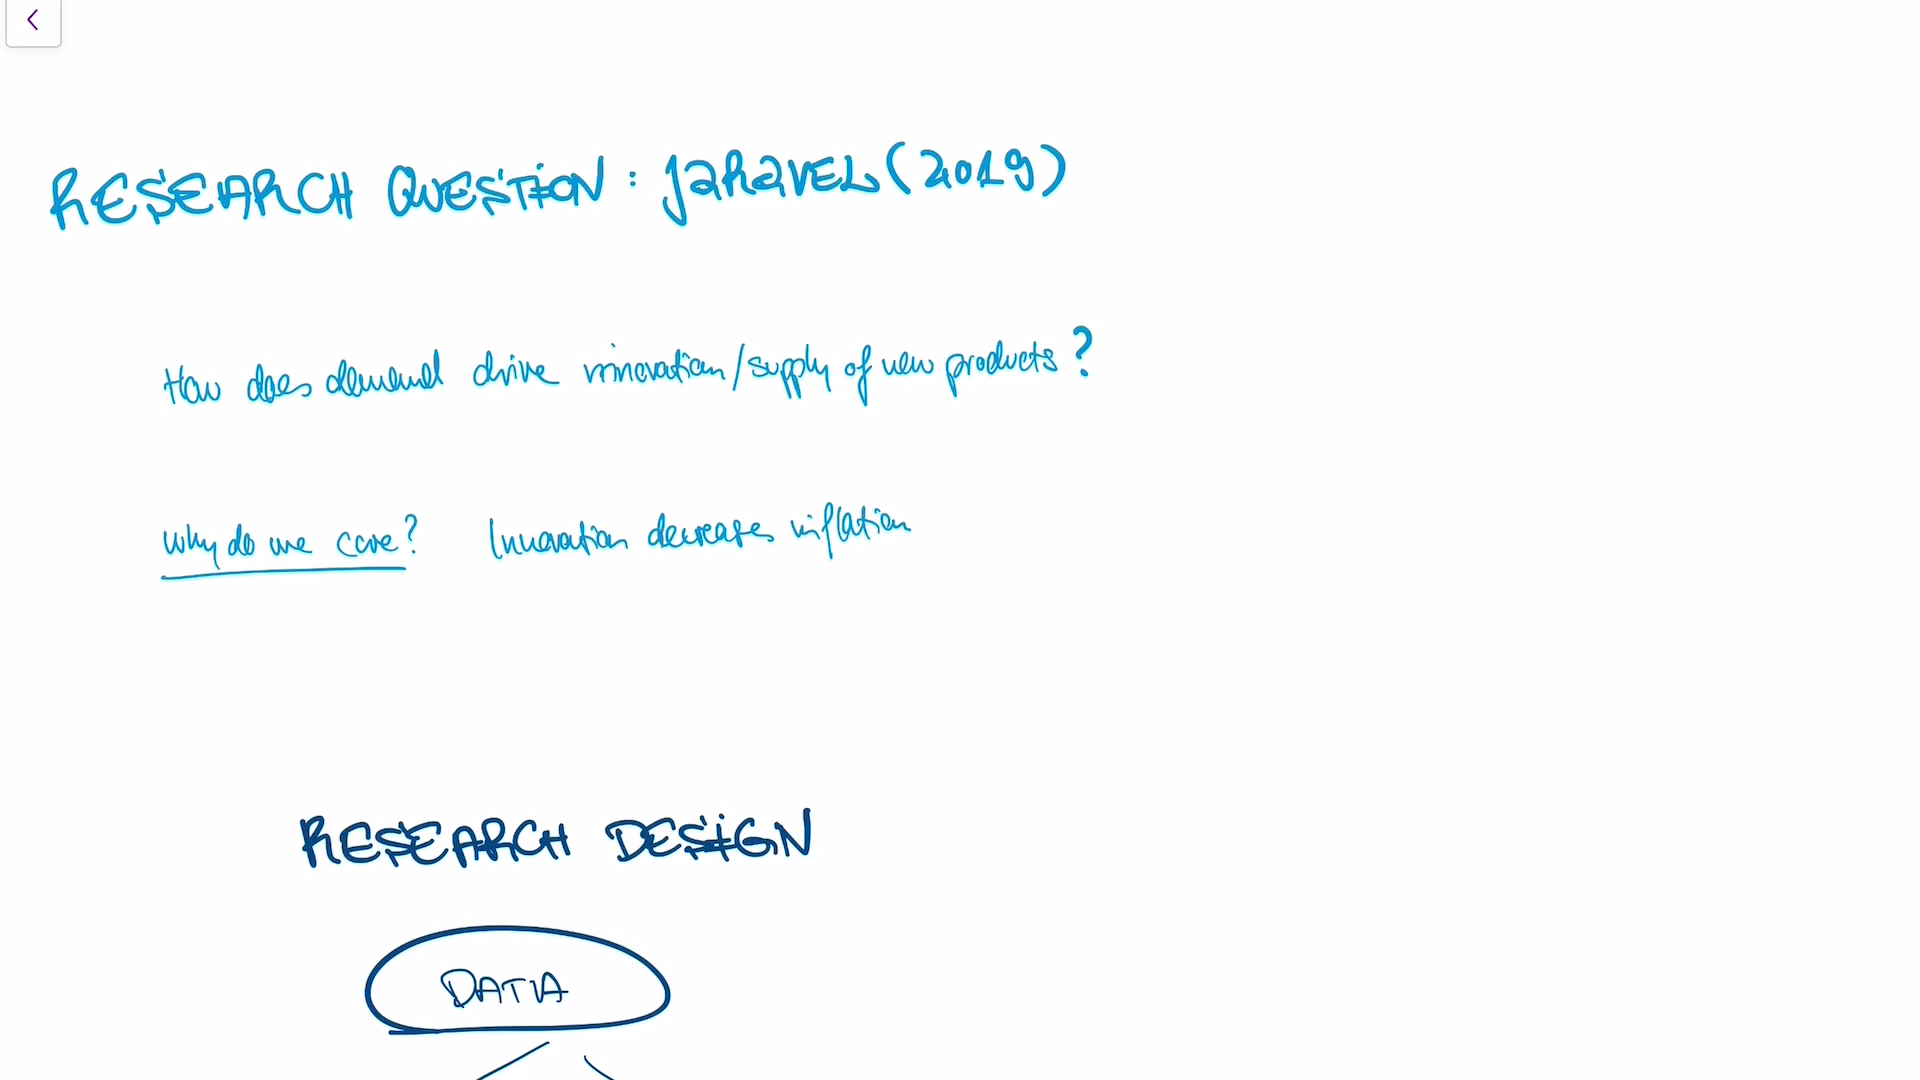 RESEARCH QUESTION: JARAVEL (2019)
How does demand drive innovation/supply of new products?
Why do we care? Innovation decreases inflation
RESEARCH DESIGN
DATA